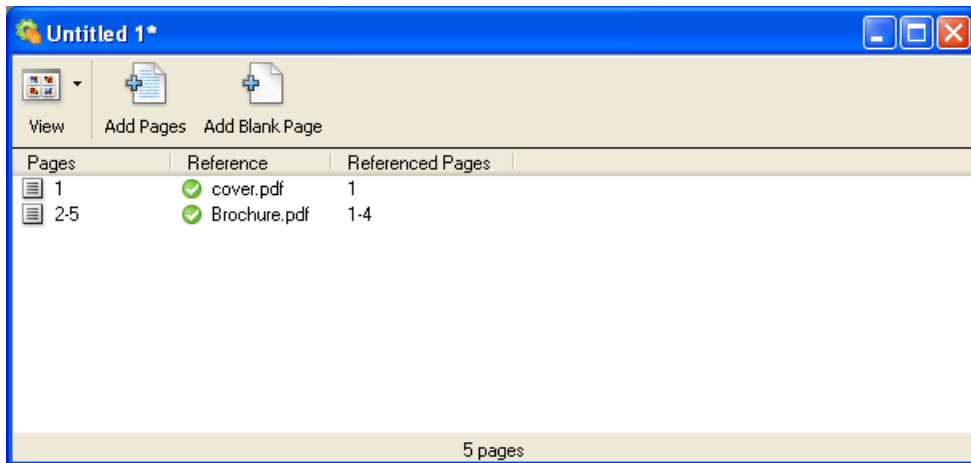 Untitled 1*
View Add Pages Add Blank Page
Pages Reference Referenced Pages
1 cover.pdf 1
2-5 Brochure.pdf 1-4
5 pages